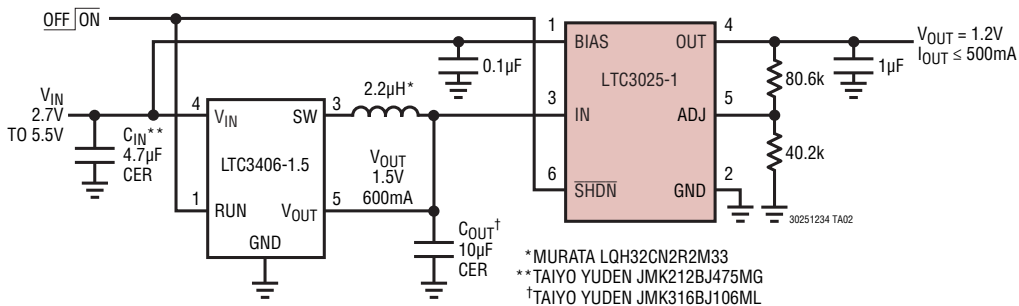 OFF ON
VIN
2.7V
TO 5.5V
CIN**
4.7µF
CER
4
VIN
SW
3
LTC3406-1.5
1
RUN
VOUT
5
GND
2.2µH*
VOUT
1.5V
600mA
COUT†
10µF
CER
0.1µF
1
BIAS
OUT
4
LTC3025-1
3
IN
ADJ
5
6
SHDN
GND
2
80.6k
40.2k
1µF
VOUT = 1.2V
IOUT ≤ 500mA
30251234 TA02
*MURATA LQH32CN2R2M33
**TAIYO YUDEN JMK212BJ475MG
†TAIYO YUDEN JMK316BJ106ML